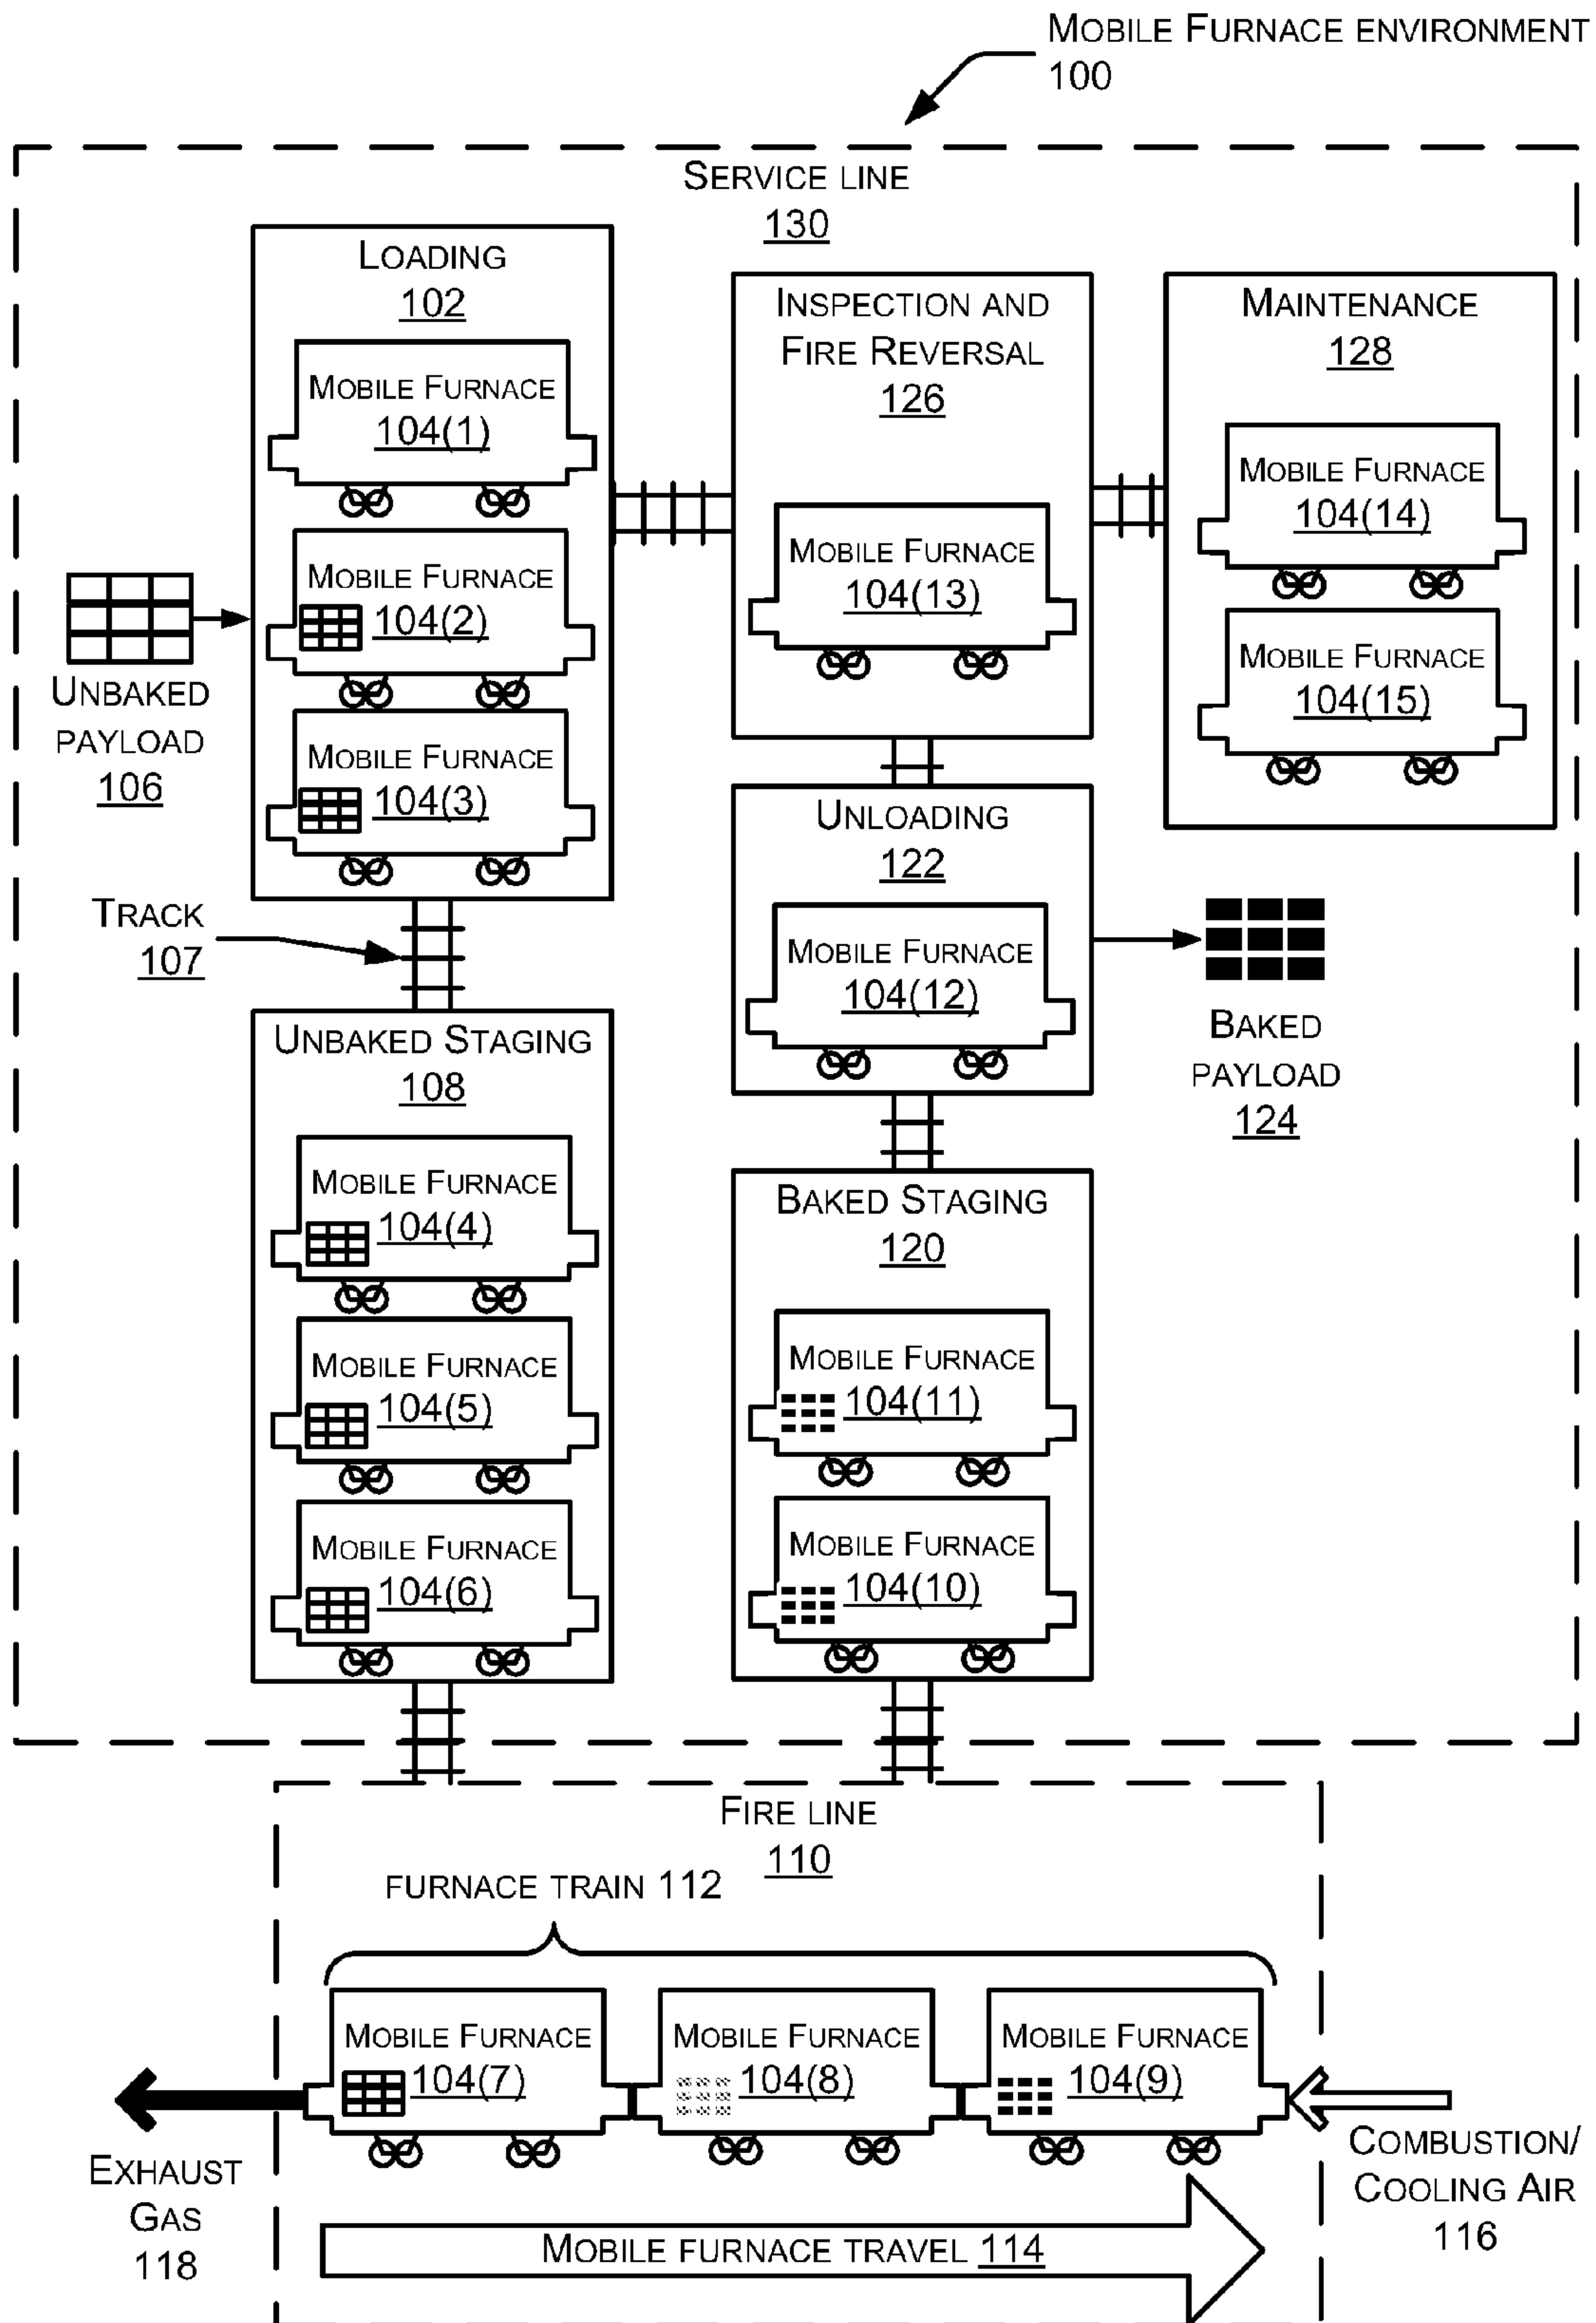 MOBILE FURNACE ENVIRONMENT
100
SERVICE LINE
130
LOADING
102
MOBILE FURNACE
104(1)
MOBILE FURNACE
104(2)
MOBILE FURNACE
104(3)
UNBAKED
PAYLOAD
106
TRACK
107
UNBAKED STAGING
108
MOBILE FURNACE
104(4)
MOBILE FURNACE
104(5)
MOBILE FURNACE
104(6)
INSPECTION AND
FIRE REVERSAL
126
MOBILE FURNACE
104(13)
MAINTENANCE
128
MOBILE FURNACE
104(14)
MOBILE FURNACE
104(15)
UNLOADING
122
MOBILE FURNACE
104(12)
BAKED
PAYLOAD
124
BAKED STAGING
120
MOBILE FURNACE
104(11)
MOBILE FURNACE
104(10)
FIRE LINE
110
FURNACE TRAIN 112
MOBILE FURNACE
104(7)
MOBILE FURNACE
104(8)
MOBILE FURNACE
104(9)
EXHAUST
GAS
118
COMBUSTION/
COOLING AIR
116
MOBILE FURNACE TRAVEL 114